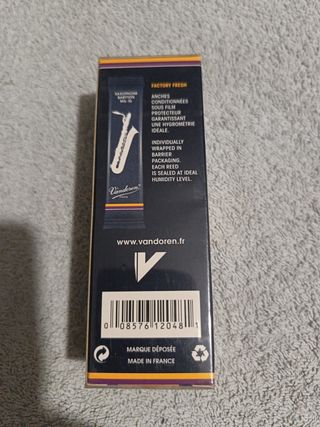 SAXOPHONE
BARYTON
Vandoren
FACTORY FRESH
ANCHES
CONDITIONNÉES
SOUS FILM
PROTECTEUR
GARANTISSANT
UNE HYGROMÉTRIE
IDÉALE.
INDIVIDUALLY
WRAPPED IN
BARRIER
PACKAGING.
EACH REED
IS SEALED AT IDEAL
HUMIDITY LEVEL.
www.vandoren.fr
V
0 08576 12048 1
MARQUE DÉPOSÉE
MADE IN FRANCE